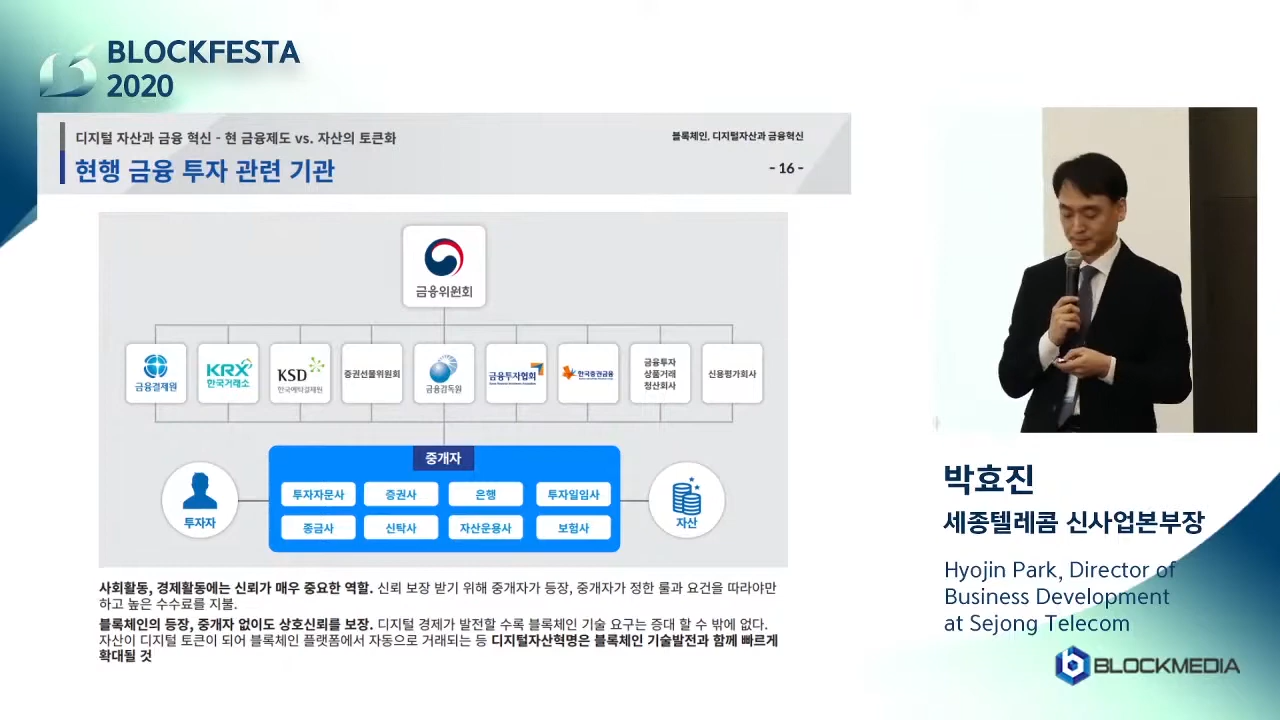 BLOCKFESTA
2020
디지털 자산과 금융 혁신 - 현 금융제도 vs. 자산의 토큰화
블록체인, 디지털자산과 금융혁신
현행 금융 투자 관련 기관
- 16 -
금융위원회
금융결제원
KRX
한국거래소
KSD
한국예탁결제원
증권선물위원회
금융감독원
금융투자협회
한국증권금융
금융투자
상품거래
청산회사
신용평가회사
중개자
투자자문사
증권사
은행
투자일임사
종금사
신탁사
자산운용사
보험사
투자자
자산
사회활동, 경제활동에는 신뢰가 매우 중요한 역할. 신뢰 보장 받기 위해 중개자가 등장, 중개자가 정한 룰과 요건을 따라야만
하고 높은 수수료를 지불.
블록체인의 등장, 중개자 없이도 상호신뢰를 보장. 디지털 경제가 발전할 수록 블록체인 기술 요구는 증대 할 수 밖에 없다.
자산이 디지털 토큰이 되어 블록체인 플랫폼에서 자동으로 거래되는 등 디지털자산혁명은 블록체인 기술발전과 함께 빠르게
확대될 것
박효진
세종텔레콤 신사업본부장
Hyojin Park, Director of
Business Development
at Sejong Telecom
BLOCKMEDIA